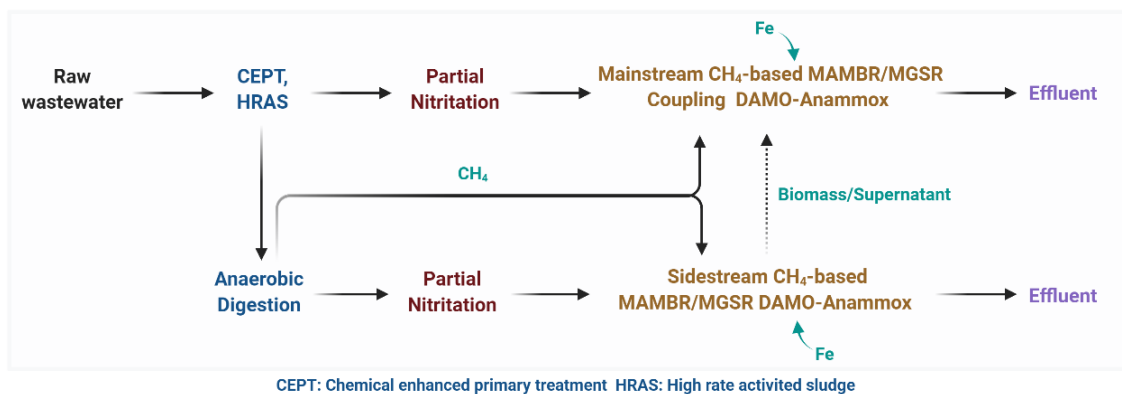 Fe
Raw
wastewater
CEPT,
HRAS
Partial
Nitritation
Mainstream CH₄-based MAMBR/MGSR
Coupling DAMO-Anammox
Effluent
CH₄
Biomass/Supernatant
Anaerobic
Digestion
Partial
Nitritation
Sidestream CH₄-based
MAMBR/MGSR DAMO-Anammox
Effluent
Fe
CEPT: Chemical enhanced primary treatment HRAS: High rate activited sludge